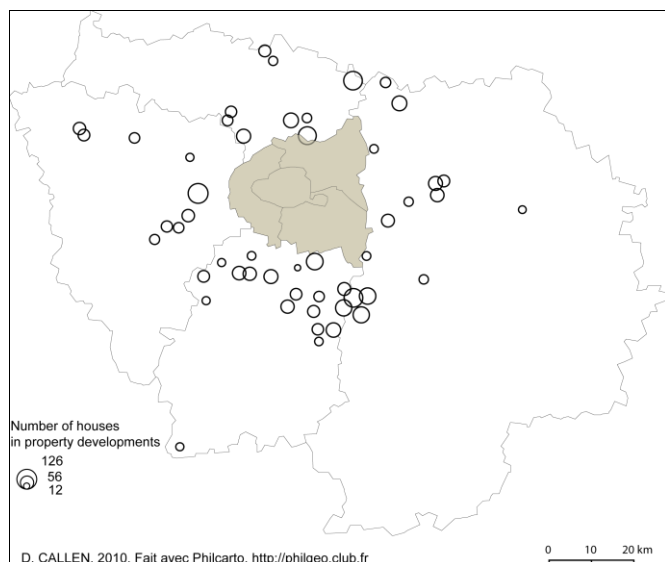 Number of houses
in property developments
126
56
12
D. CALLEN, 2010. Fait avec Philcarto. http://philgeo.club.fr
0 10 20 km